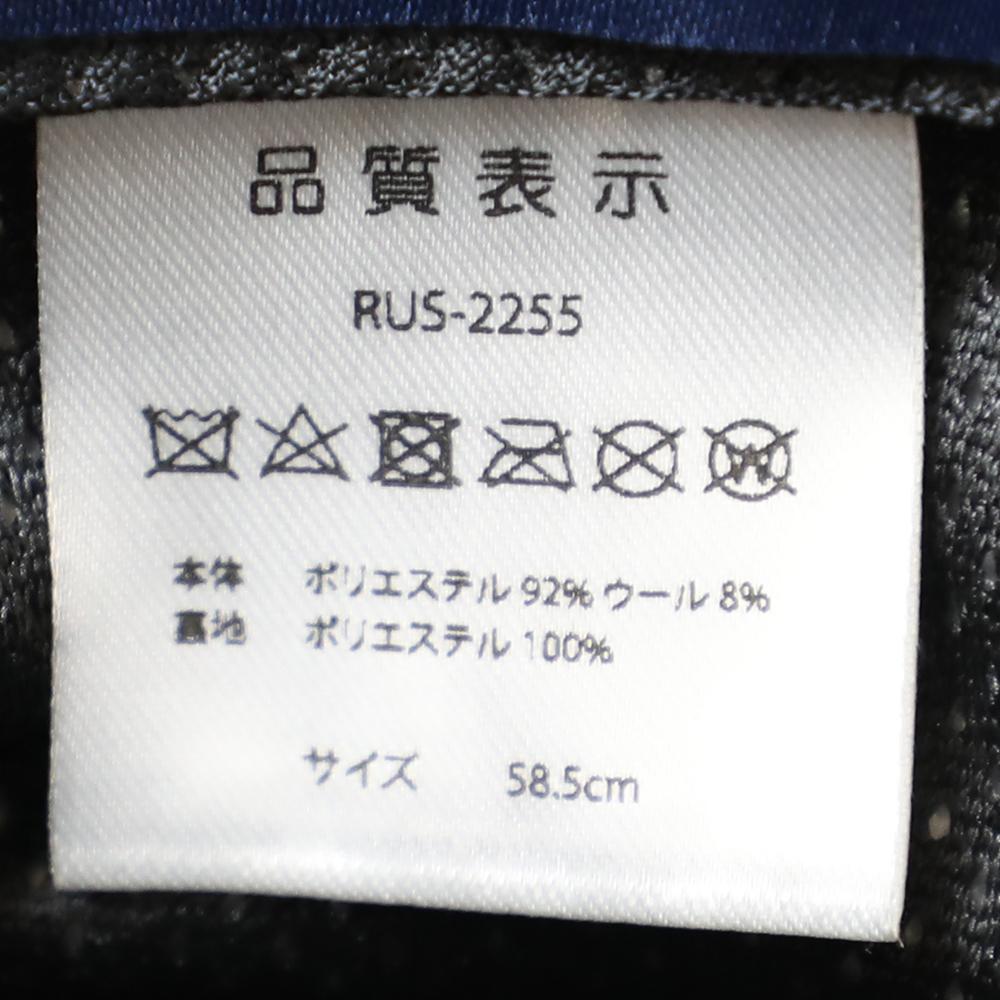 品質表示
RUS-2255
本体 ポリエステル 92% ウール 8%
裏地 ポリエステル 100%
サイズ 58.5cm